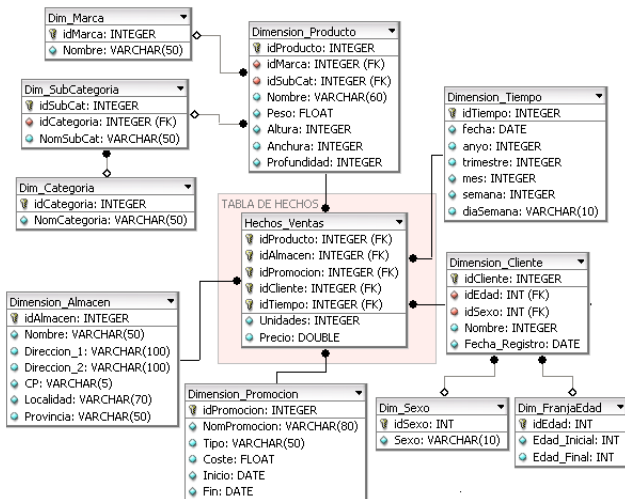 Dim_Marca
idMarca: INTEGER
Nombre: VARCHAR(50)
Dimension_Producto
idProducto: INTEGER
idMarca: INTEGER (FK)
idSubCat: INTEGER (FK)
Nombre: VARCHAR(60)
Peso: FLOAT
Altura: INTEGER
Anchura: INTEGER
Profundidad: INTEGER
Dim_SubCategoria
idSubCat: INTEGER
idCategoria: INTEGER (FK)
NomSubCat: VARCHAR(50)
Dimension_Tiempo
idTiempo: INTEGER
fecha: DATE
anyo: INTEGER
trimestre: INTEGER
mes: INTEGER
semana: INTEGER
diaSemana: VARCHAR(10)
Dim_Categoria
idCategoria: INTEGER
NomCategoria: VARCHAR(50)
TABLA DE HECHOS
Hechos_Ventas
idProducto: INTEGER (FK)
idAlmacen: INTEGER (FK)
idPromocion: INTEGER (FK)
idCliente: INTEGER (FK)
idTiempo: INTEGER (FK)
Unidades: INTEGER
Precio: DOUBLE
Dimension_Cliente
idCliente: INTEGER
idEdad: INT (FK)
idSexo: INT (FK)
Nombre: INTEGER
Fecha_Registro: DATE
Dimension_Almacen
idAlmacen: INTEGER
Nombre: VARCHAR(50)
Direccion_1: VARCHAR(100)
Direccion_2: VARCHAR(100)
CP: VARCHAR(5)
Localidad: VARCHAR(70)
Provincia: VARCHAR(50)
Dimension_Promocion
idPromocion: INTEGER
NomPromocion: VARCHAR(80)
Tipo: VARCHAR(50)
Coste: FLOAT
Inicio: DATE
Fin: DATE
Dim_Sexo
idSexo: INT
Sexo: VARCHAR(10)
Dim_FranjaEdad
idEdad: INT
Edad_Inicial: INT
Edad_Final: INT